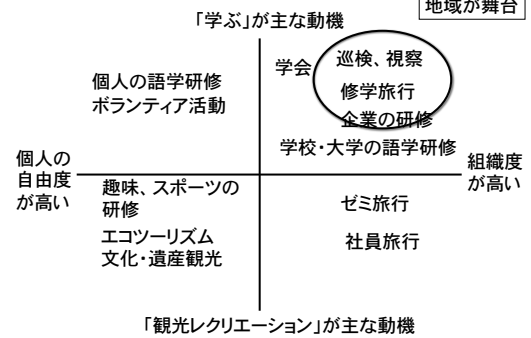 地域が舞台
「学ぶ」が主な動機
学会
巡検、視察
修学旅行
企業の研修
学校・大学の語学研修
個人の語学研修
ボランティア活動
個人の
自由度
が高い
組織度
が高い
趣味、スポーツの
研修
エコツーリズム
文化・遺産観光
ゼミ旅行
社員旅行
「観光レクリエーション」が主な動機